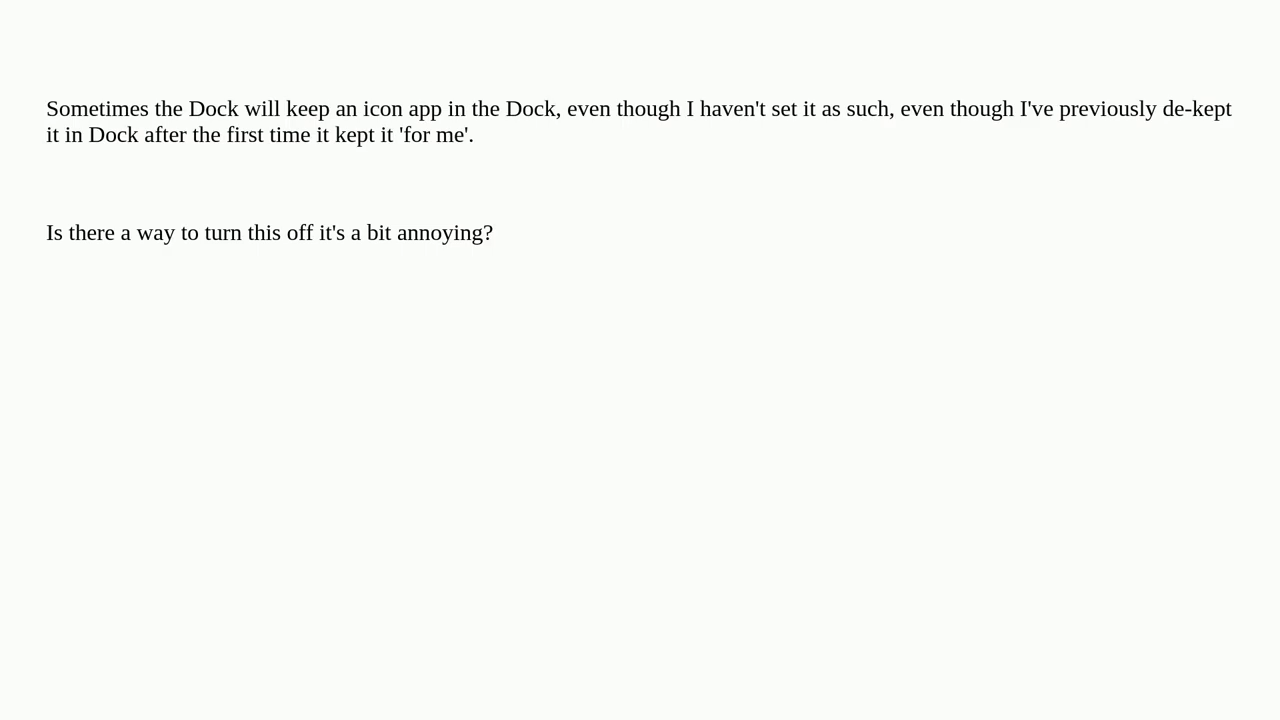 Sometimes the Dock will keep an icon app in the Dock, even though I haven't set it as such, even though I've previously de-kept
it in Dock after the first time it kept it 'for me'.
Is there a way to turn this off it's a bit annoying?